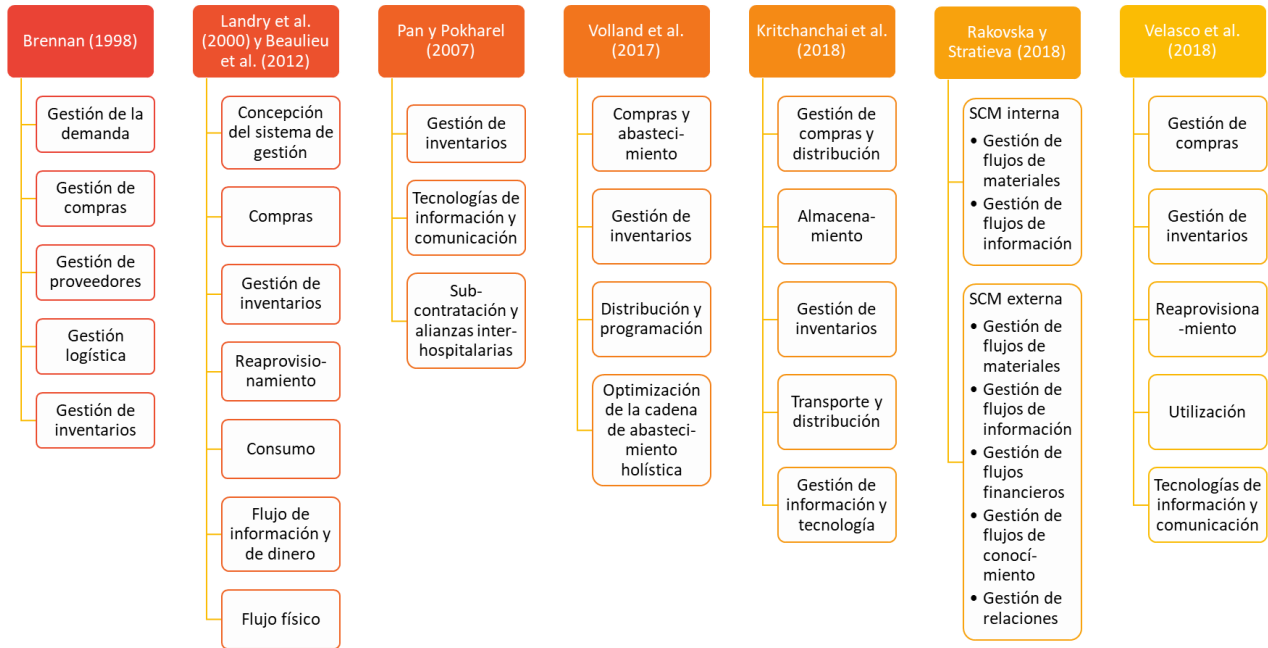 Brennan (1998)
Gestión de la
demanda
Gestión de
compras
Gestión de
proveedores
Gestión
logística
Gestión de
inventarios
Landry et al.
(2000) y Beaulieu
et al. (2012)
Concepción
del sistema de
gestión
Compras
Gestión de
inventarios
Reaprovisio-
namiento
Consumo
Flujo de
información y
de dinero
Flujo físico
Pan y Pokharel
(2007)
Gestión de
inventarios
Tecnologías de
información y
comunicación
Sub-
contratación y
alianzas inter-
hospitalarias
Volland et al.
(2017)
Compras y
abasteci-
miento
Gestión de
inventarios
Distribución y
programación
Optimización
de la cadena
de abasteci-
miento
holística
Kritchanchai et al.
(2018)
Gestión de
compras y
distribución
Almacena-
miento
Gestión de
inventarios
Transporte y
distribución
Gestión de
información y
tecnología
Rakovska y
Stratieva (2018)
SCM interna
• Gestión de
flujos de
materiales
• Gestión de
flujos de
información
SCM externa
• Gestión de
flujos de
materiales
• Gestión de
flujos de
información
• Gestión de
flujos
financieros
• Gestión de
flujos de
conocí-
miento
• Gestión de
relaciones
Velasco et al.
(2018)
Gestión de
compras
Gestión de
inventarios
Reaprovisiona
-miento
Utilización
Tecnologías de
información y
comunicación